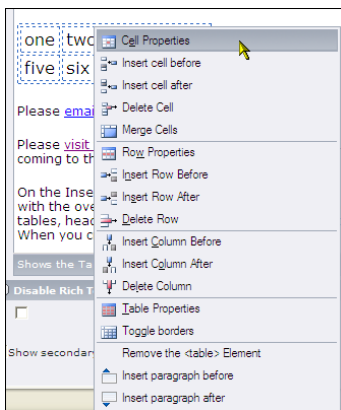 one two
five six
Please emai
Please visit
coming to th
On the Inse
with the ove
tables, head
When you c
Shows the Ta
Disable Rich T
Show secondar
Cell Properties
Insert cell before
Insert cell after
Delete Cell
Merge Cells
Row Properties
Insert Row Before
Insert Row After
Delete Row
Insert Column Before
Insert Column After
Delete Column
Table Properties
Toggle borders
Remove the <table> Element
Insert paragraph before
Insert paragraph after